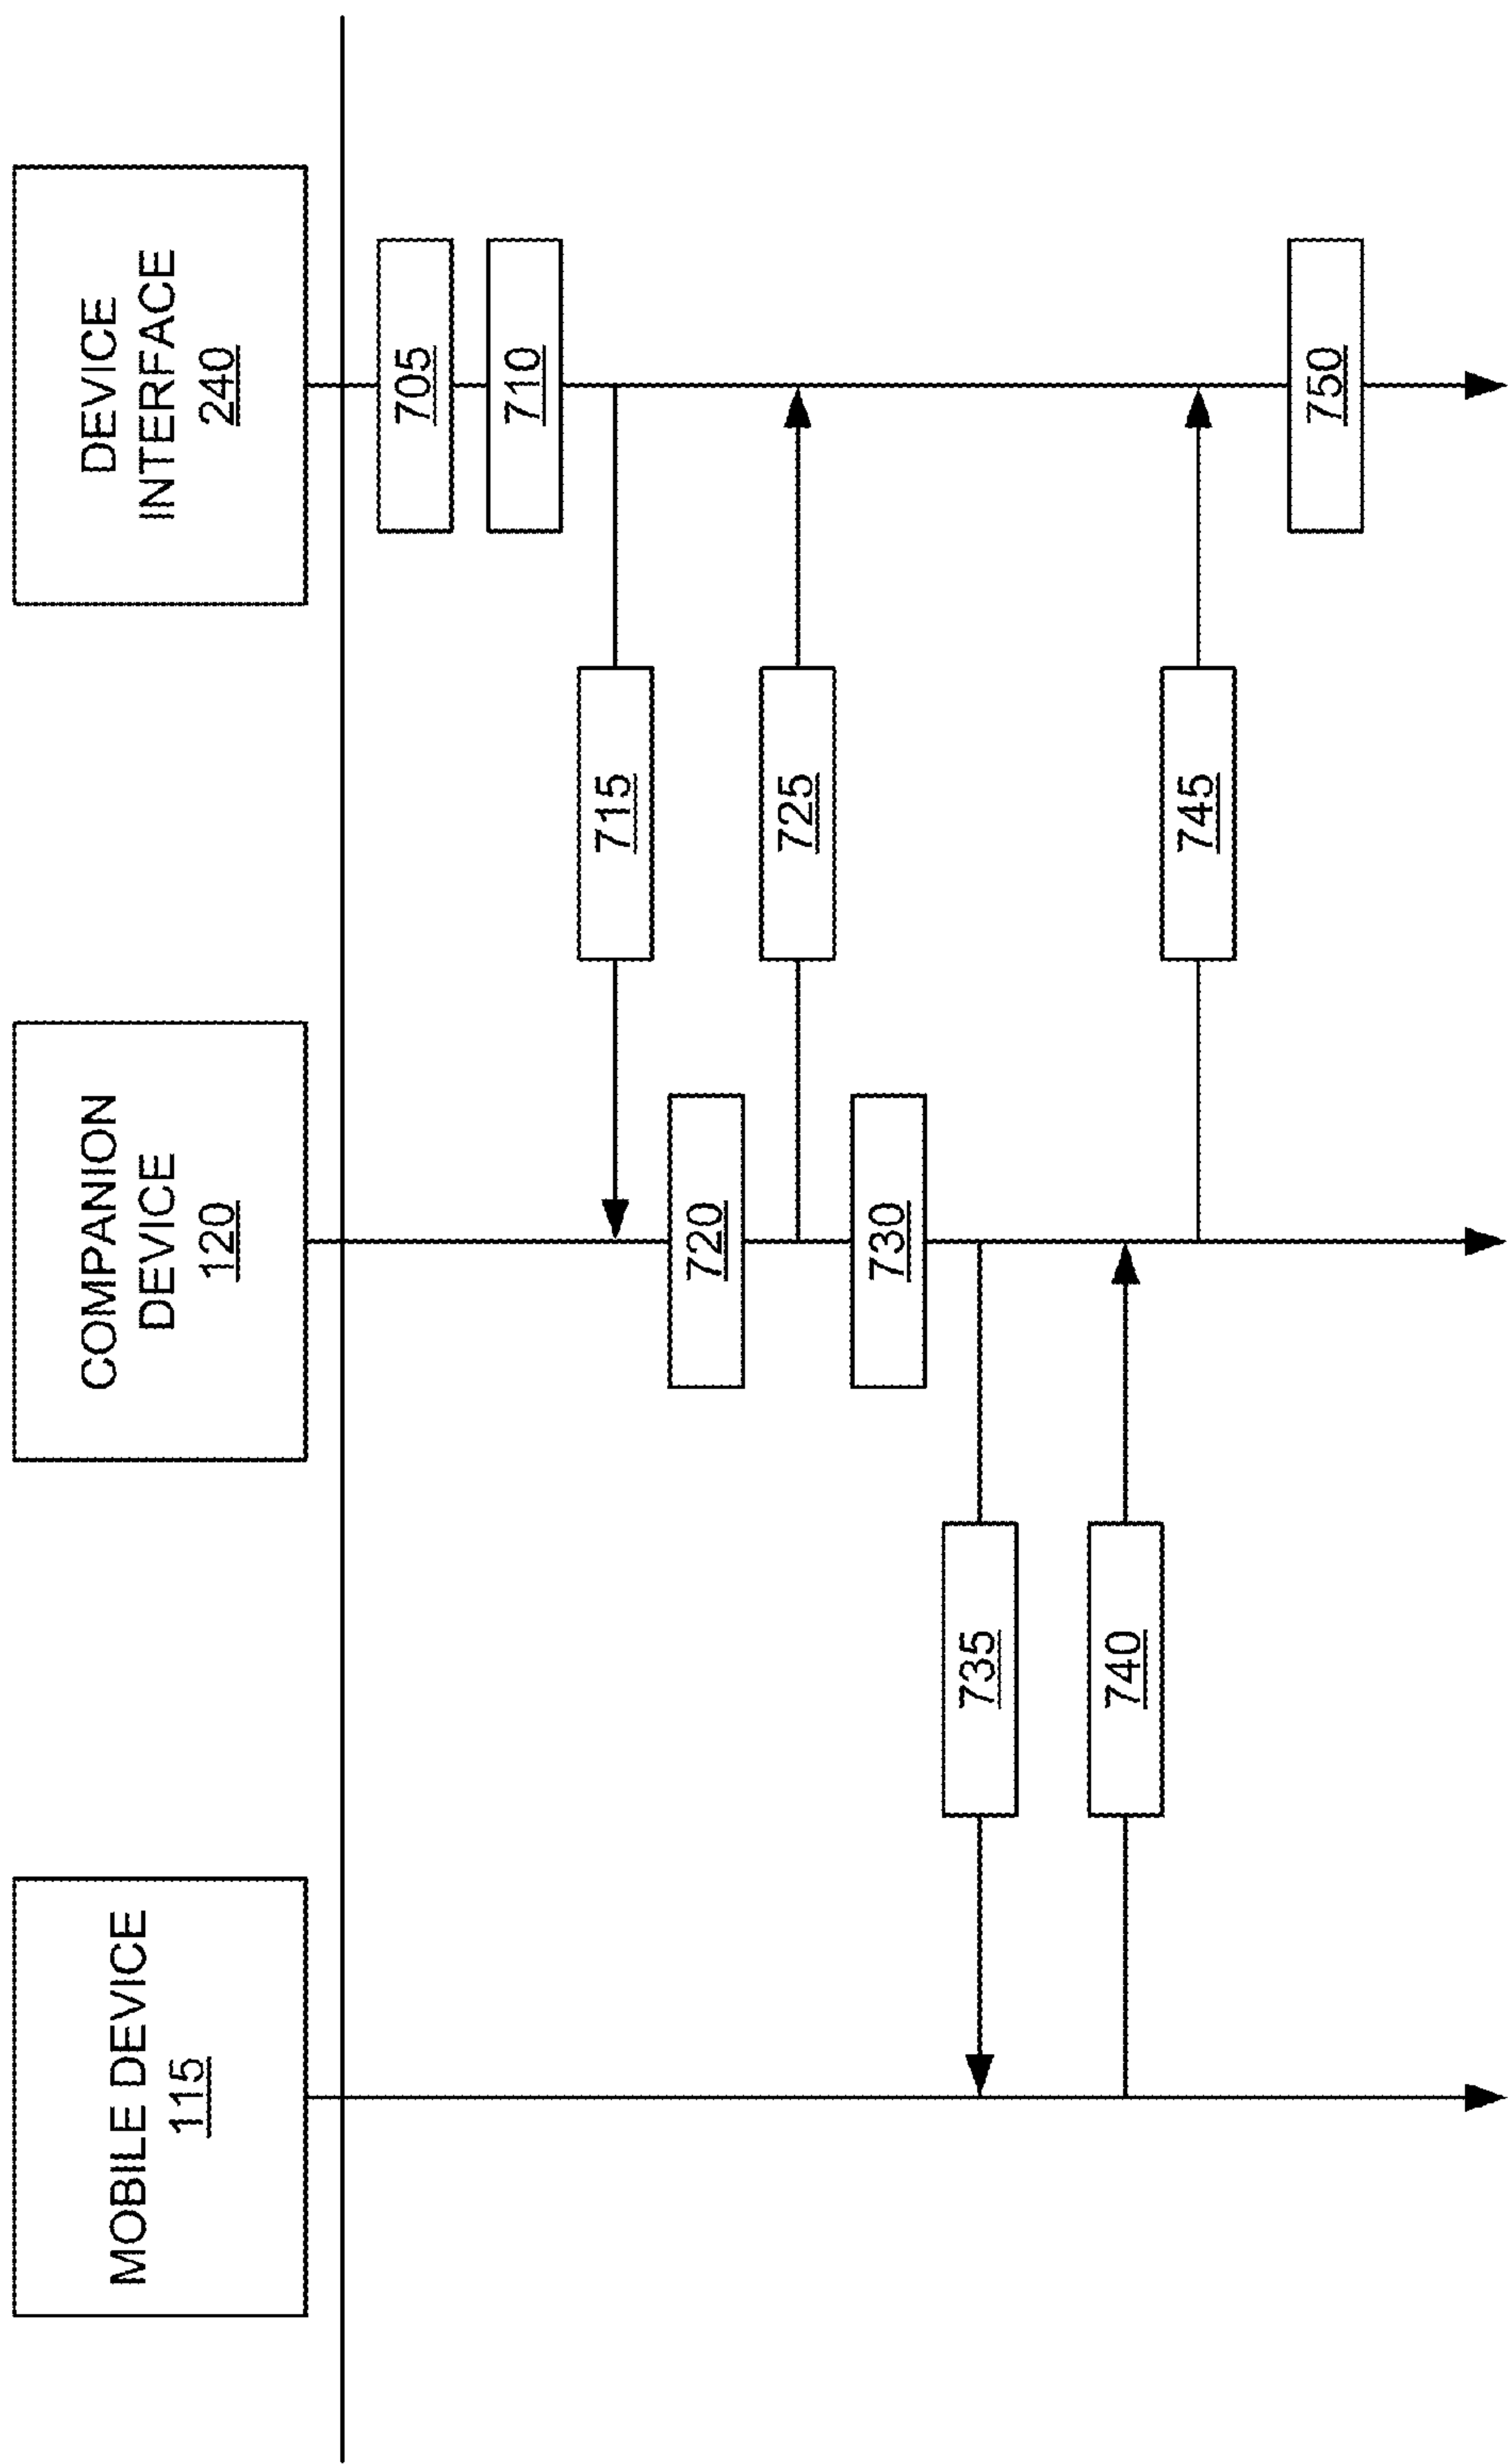 MOBILE DEVICE
115
COMPANION
DEVICE
120
DEVICE
INTERFACE
240
705
710
715
720
725
730
735
740
745
750